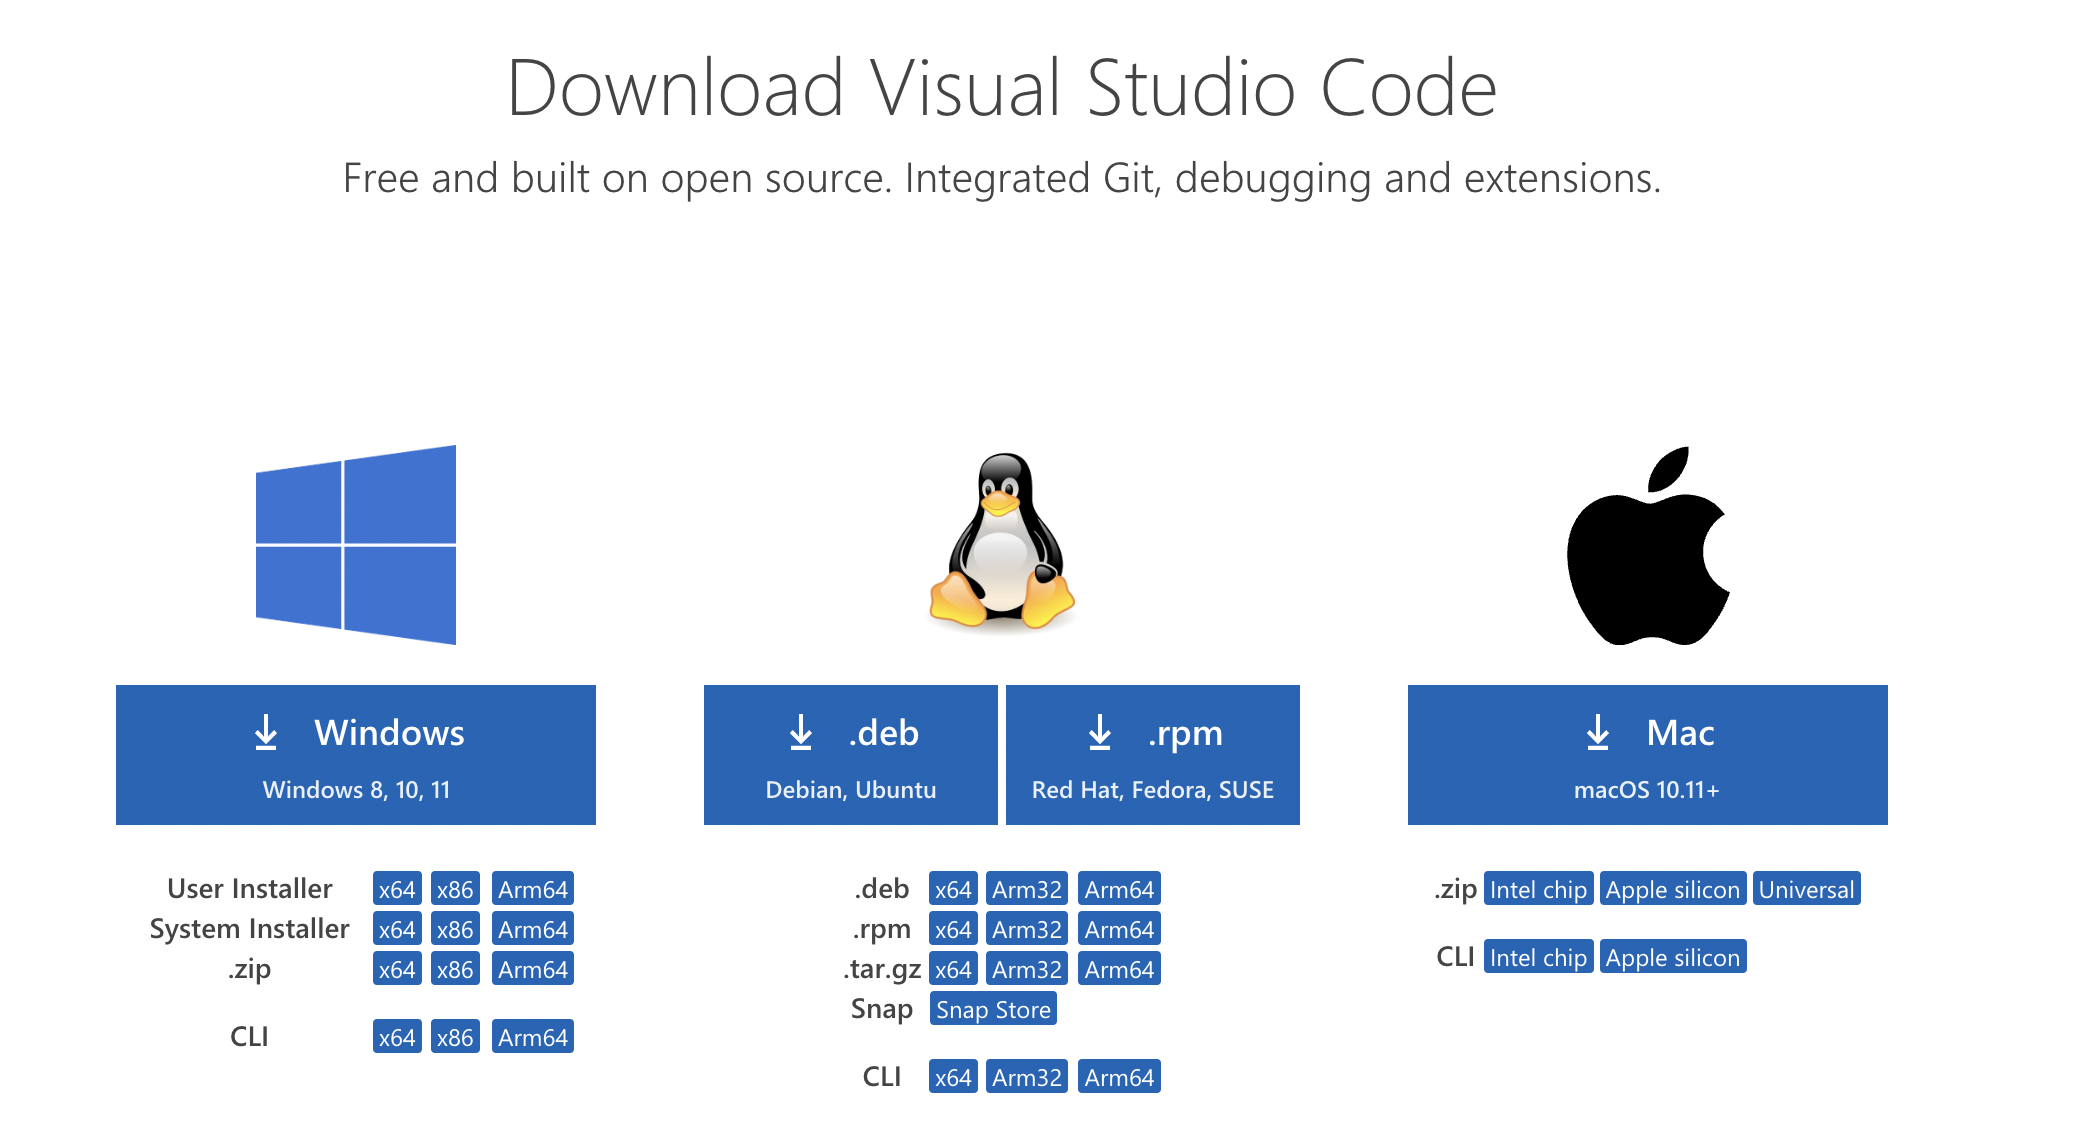 Download Visual Studio Code
Free and built on open source. Integrated Git, debugging and extensions.
Windows
Windows 8, 10, 11
User Installer x64 x86 Arm64
System Installer x64 x86 Arm64
.zip x64 x86 Arm64
CLI x64 x86 Arm64
.deb
Debian, Ubuntu
.rpm
Red Hat, Fedora, SUSE
.deb x64 Arm32 Arm64
.rpm x64 Arm32 Arm64
.tar.gz x64 Arm32 Arm64
Snap Snap Store
CLI x64 Arm32 Arm64
Mac
macOS 10.11+
.zip Intel chip Apple silicon Universal
CLI Intel chip Apple silicon